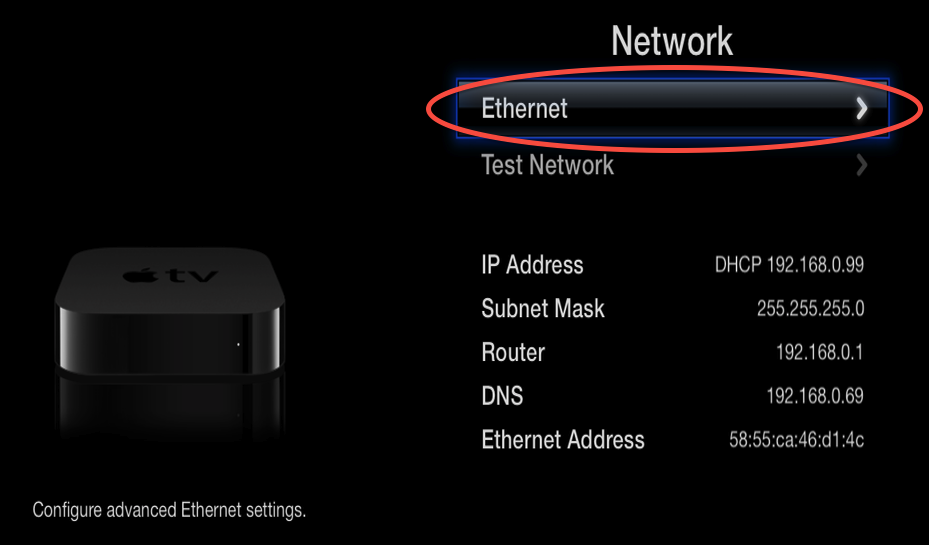 Network
Ethernet
Test Network
IP Address DHCP 192.168.0.99
Subnet Mask 255.255.255.0
Router 192.168.0.1
DNS 192.168.0.69
Ethernet Address 58:55:ca:46:d1:4c
tv
Configure advanced Ethernet settings.